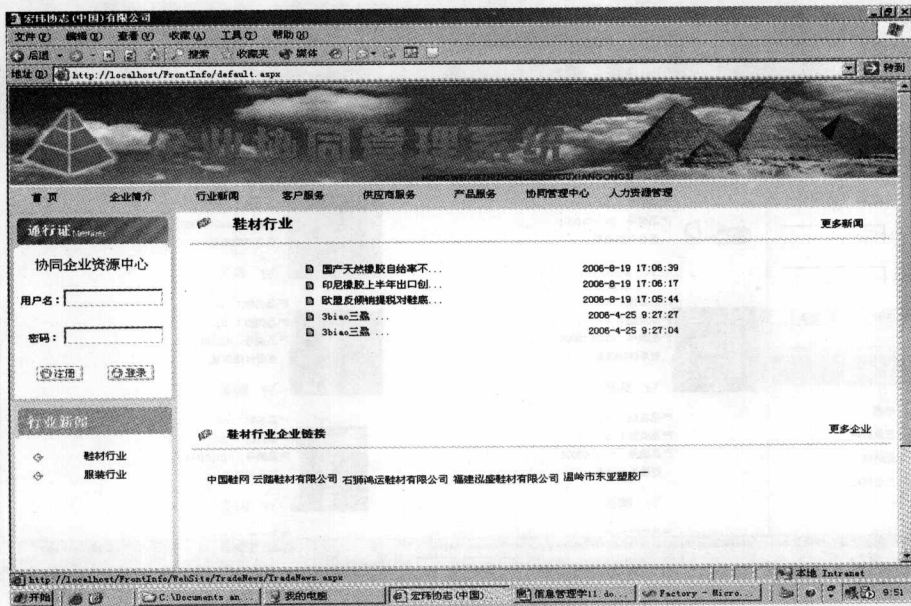 宏玮协志(中国)有限公司
文件(F) 编辑(E) 查看(V) 收藏(A) 工具(T) 帮助(H)
后退 搜索 收藏夹 媒体
地址(D) http://localhost/FrontInfo/default.aspx 转到
企业协同管理系统
首页 企业简介 行业新闻 客户服务 供应商服务 产品服务 协同管理中心 人力资源管理
通行证
鞋材行业 更多新闻
协同企业资源中心
用户名：
密码：
注册 登录
国产天然橡胶自给率不... 2006-8-19 17:06:39
印尼橡胶上半年出口创... 2006-8-19 17:06:17
欧盟反倾销提税对鞋底... 2006-8-19 17:05:44
3biao三彪 ... 2006-4-25 9:27:27
3biao三彪 ... 2006-4-25 9:27:04
行业新闻
鞋材行业
服装行业
鞋材行业企业链接 更多企业
中国鞋网 云踏鞋材有限公司 石狮鸿运鞋材有限公司 福建泓盛鞋材有限公司 温岭市东亚塑胶厂
http://localhost/FrontInfo/WebSite/TradeNews/TradeNews.aspx 本地 Intranet
开始 C:\Documents an... 我的电脑 宏玮协志(中国)... 信息管理学11 do... Factory - Micro... 9:51